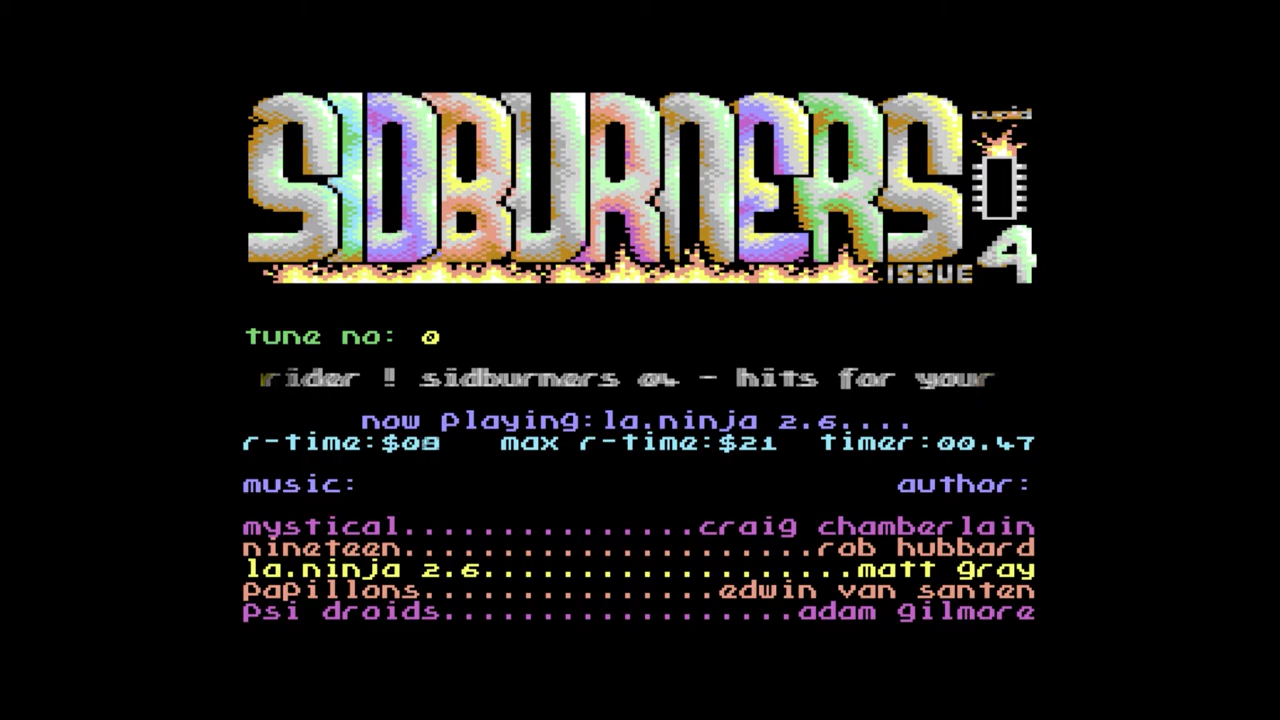 SIDBURNERS
cupid
ISSUE 4
tune no: 0
rider ! sidburners 04 - hits for your
now playing:la.ninja 2.6....
r-time:$08 max r-time:$21 timer:00.47
music: author:
mystical...............craig chamberlain
nineteen.....................rob hubbard
la.ninja 2.6...................matt gray
papillons...............edwin van santen
psi droids..................adam gilmore